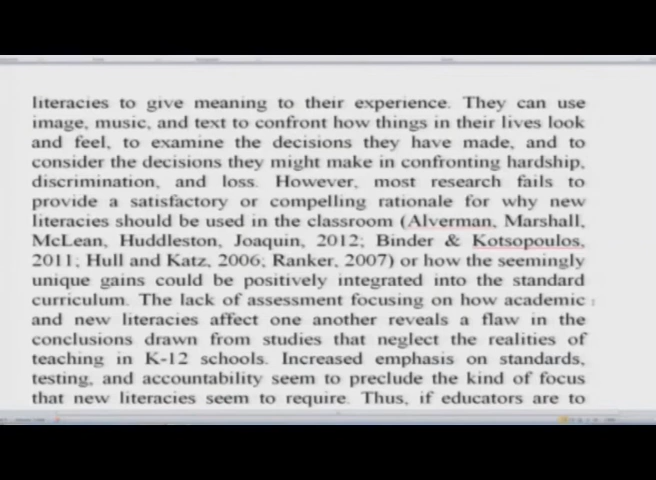 literacies to give meaning to their experience. They can use
image, music, and text to confront how things in their lives look
and feel, to examine the decisions they have made, and to
consider the decisions they might make in confronting hardship,
discrimination, and loss. However, most research fails to
provide a satisfactory or compelling rationale for why new
literacies should be used in the classroom (Alverman, Marshall,
McLean, Huddleston, Joaquin, 2012; Binder & Kotsopoulos,
2011; Hull and Katz, 2006; Ranker, 2007) or how the seemingly
unique gains could be positively integrated into the standard
curriculum. The lack of assessment focusing on how academic
and new literacies affect one another reveals a flaw in the
conclusions drawn from studies that neglect the realities of
teaching in K-12 schools. Increased emphasis on standards,
testing, and accountability seem to preclude the kind of focus
that new literacies seem to require. Thus, if educators are to